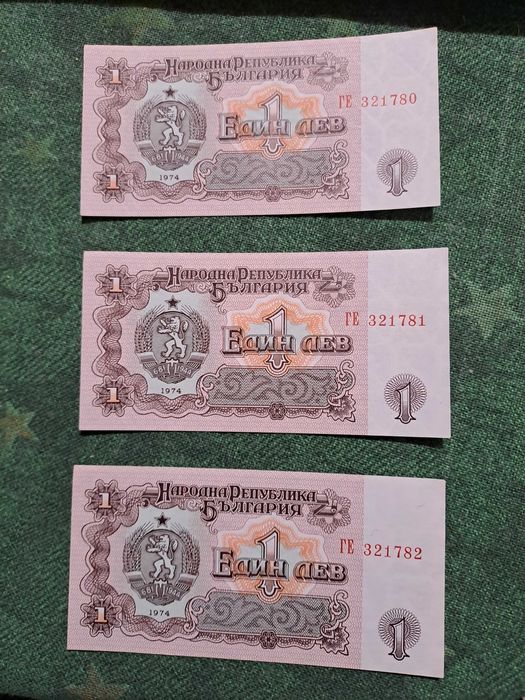 1
НАРОДНА РЕПУБЛИКА
БЪЛГАРИЯ
ГЕ 321780
1
ЕДИН ЛЕВ
1974
1
1
1
НАРОДНА РЕПУБЛИКА
БЪЛГАРИЯ
ГЕ 321781
1
ЕДИН ЛЕВ
1974
1
1
1
НАРОДНА РЕПУБЛИКА
БЪЛГАРИЯ
ГЕ 321782
1
ЕДИН ЛЕВ
1974
1
1